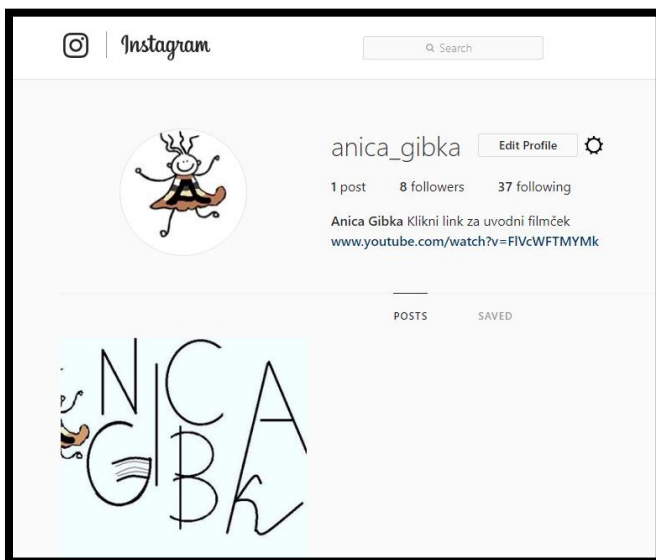 Instagram
Search
anica_gibka Edit Profile
1 post 8 followers 37 following
Anica Gibka Klikni link za uvodni filmček
www.youtube.com/watch?v=FlVcWFTMYMk
POSTS SAVED
NICA
GIBk